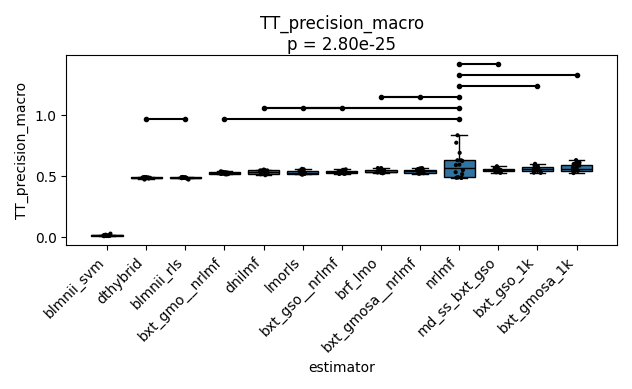 TT_precision_macro
p = 2.80e-25
TT_precision_macro
1.0
0.5
0.0
blmnii_svm
dthybrid
blmnii_rls
bxt_gmo__nrlmf
dnilmf
lmorls
bxt_gso__nrlmf
brf_lmo
bxt_gmosa__nrlmf
nrlmf
md_ss_bxt_gso
bxt_gso_1k
bxt_gmosa_1k
estimator